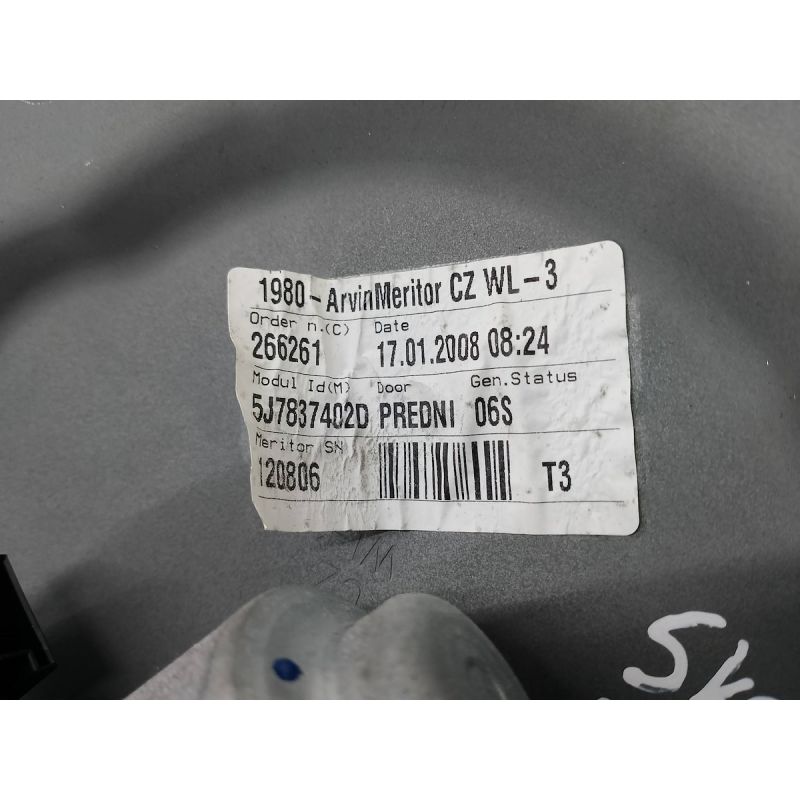 1980-ArvinMeritor CZ WL-3
Order n.(C) Date
266261 17.01.2008 08:24
Modul Id(M) Door Gen.Status
5J7837402D PREDNI 06S
Meritor SN
120806 T3